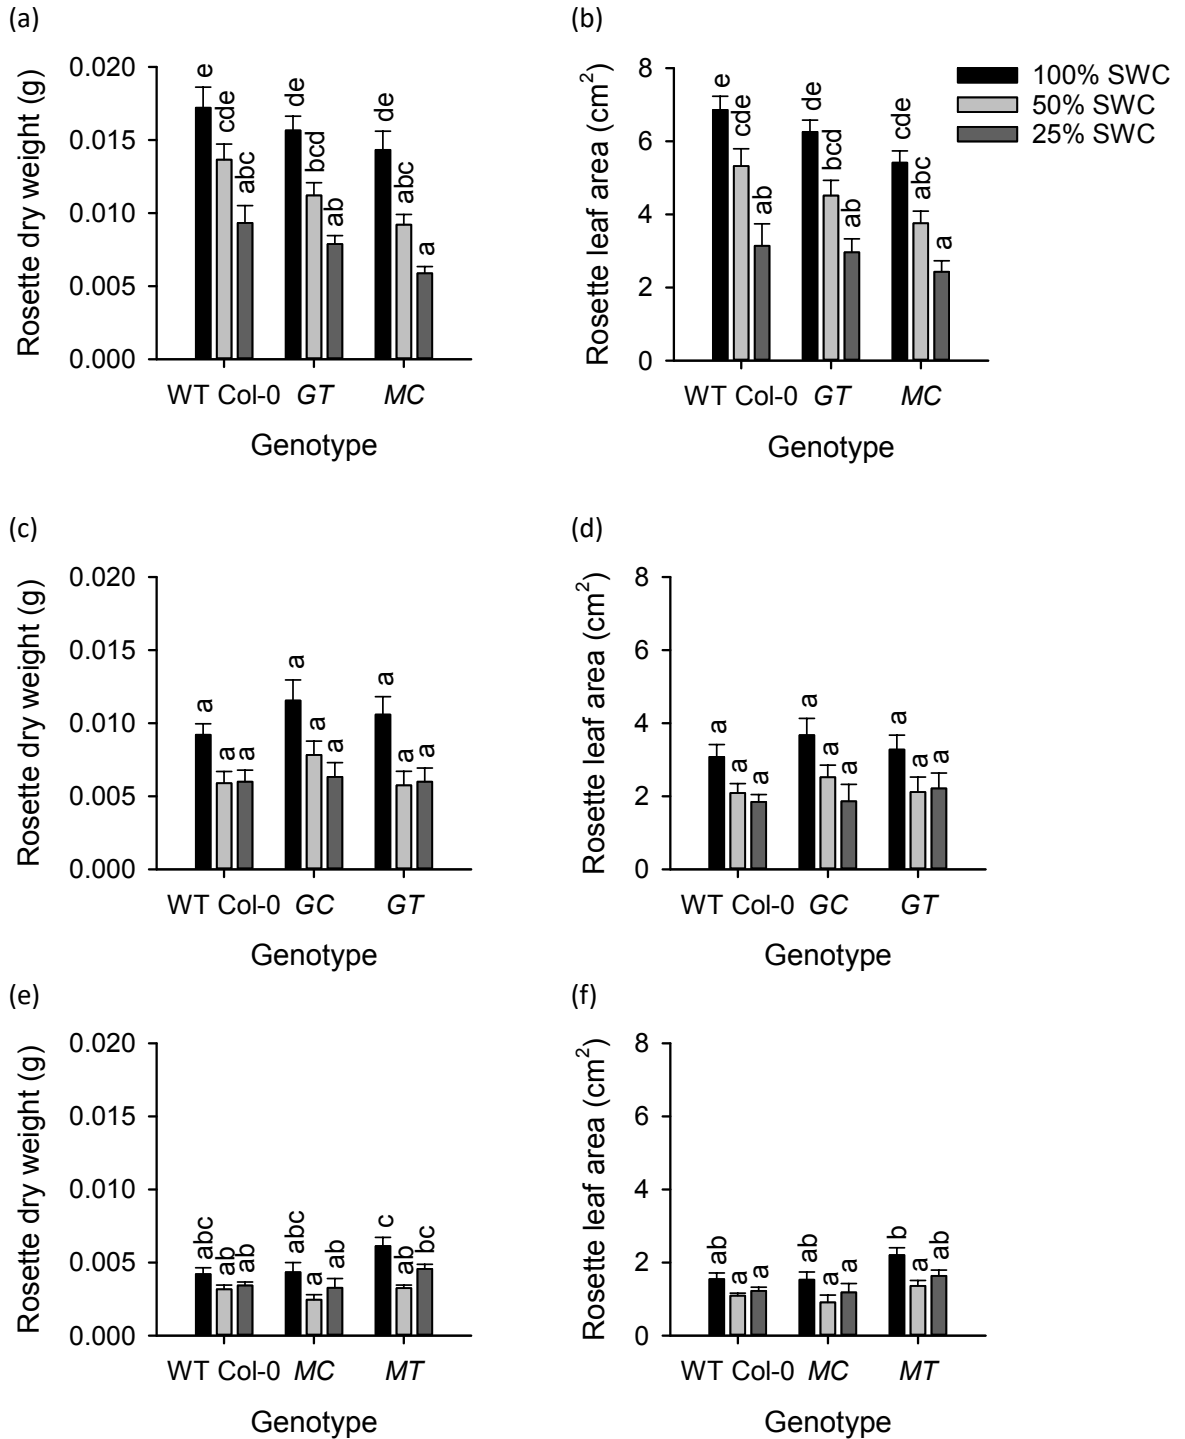 (a)
Rosette dry weight (g)
0.020
0.015
0.010
0.005
0.000
e
cde
abc
de
bcd
ab
de
abc
a
WT Col-0 GT MC
Genotype
(b)
Rosette leaf area (cm2)
8
6
4
2
0
e
cde
ab
de
bcd
ab
cde
abc
a
WT Col-0 GT MC
Genotype
100% SWC
50% SWC
25% SWC
(c)
Rosette dry weight (g)
0.020
0.015
0.010
0.005
0.000
a
a
a
a
a
a
a
a
a
WT Col-0 GC GT
Genotype
(d)
Rosette leaf area (cm2)
8
6
4
2
0
a
a
a
a
a
a
a
a
a
WT Col-0 GC GT
Genotype
(e)
Rosette dry weight (g)
0.020
0.015
0.010
0.005
0.000
abc
ab
ab
abc
a
ab
c
ab
bc
WT Col-0 MC MT
Genotype
(f)
Rosette leaf area (cm2)
8
6
4
2
0
ab
a
a
ab
a
a
b
a
ab
WT Col-0 MC MT
Genotype